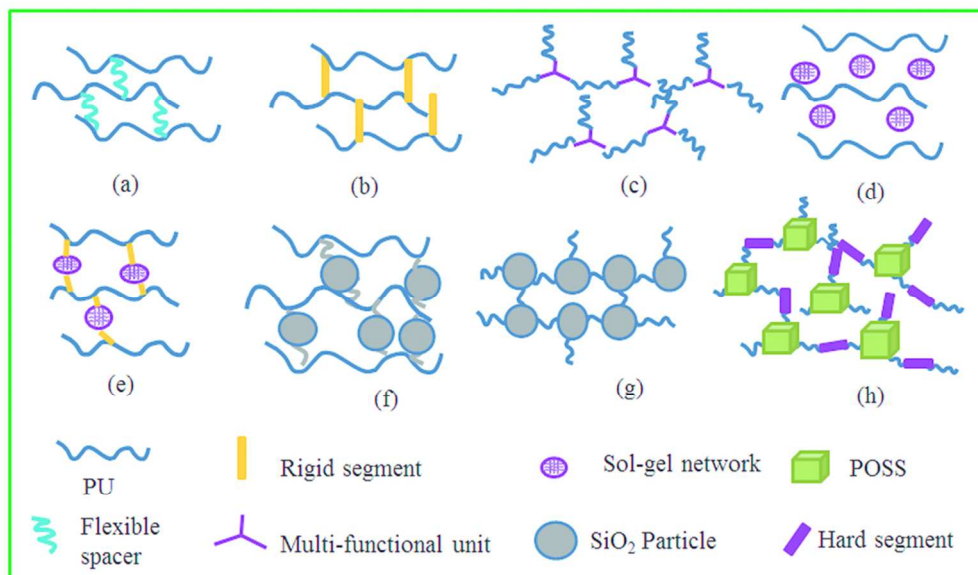 (a)
(b)
(c)
(d)
(e)
(f)
(g)
(h)
PU
Rigid segment
Sol-gel network
POSS
Flexible
spacer
Multi-functional unit
SiO₂ Particle
Hard segment